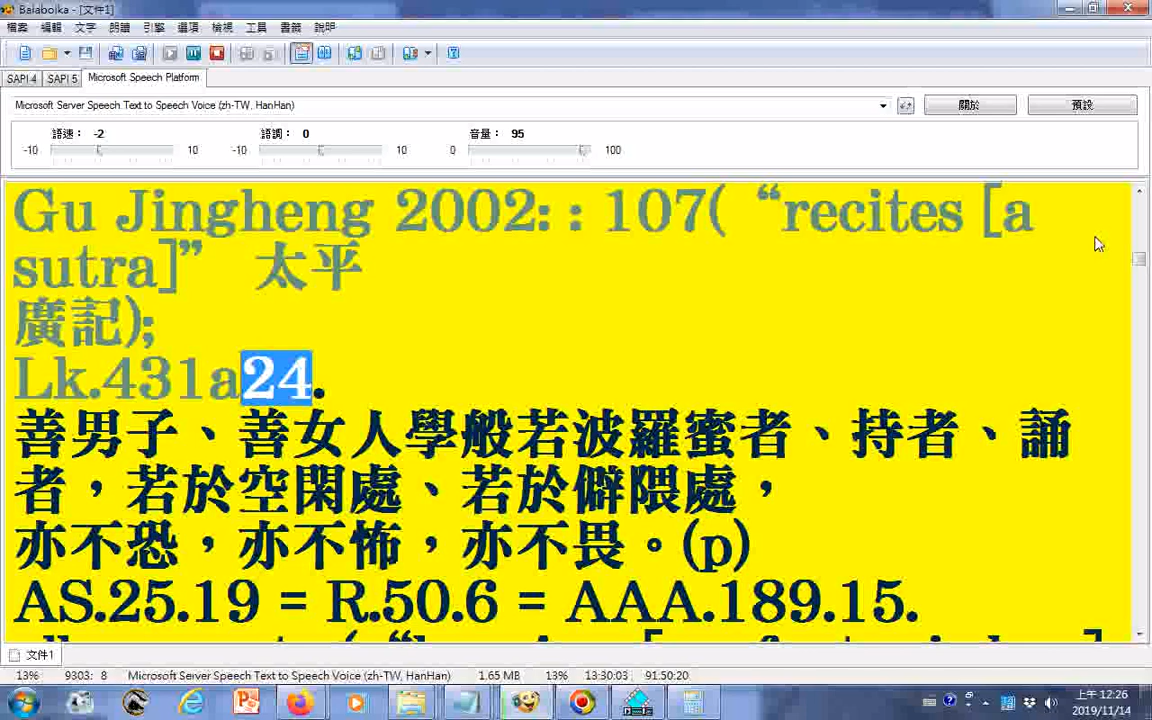 Balabolka - [文件1]
檔案 編輯 文字 朗讀 引擎 選項 檢視 工具 書籤 說明
SAPI 4 SAPI 5 Microsoft Speech Platform
Microsoft Server Speech Text to Speech Voice (zh-TW, HanHan) 關於 預設
語速： -2 語調： 0 音量： 95
-10 10 -10 10 0 100
Gu Jingheng 2002: : 107( “recites [a
sutra]” 太平
廣記);
Lk.431a24.
善男子、善女人學般若波羅蜜者、持者、誦
者，若於空閑處、若於僻隈處，
亦不恐，亦不怖，亦不畏。(p)
AS.25.19 = R.50.6 = AAA.189.15.
文件1
13% 9303: 8 Microsoft Server Speech Text to Speech Voice (zh-TW, HanHan) 1.65 MB 13% 13:30:03 91:50:20
上午 12:26
2019/11/14